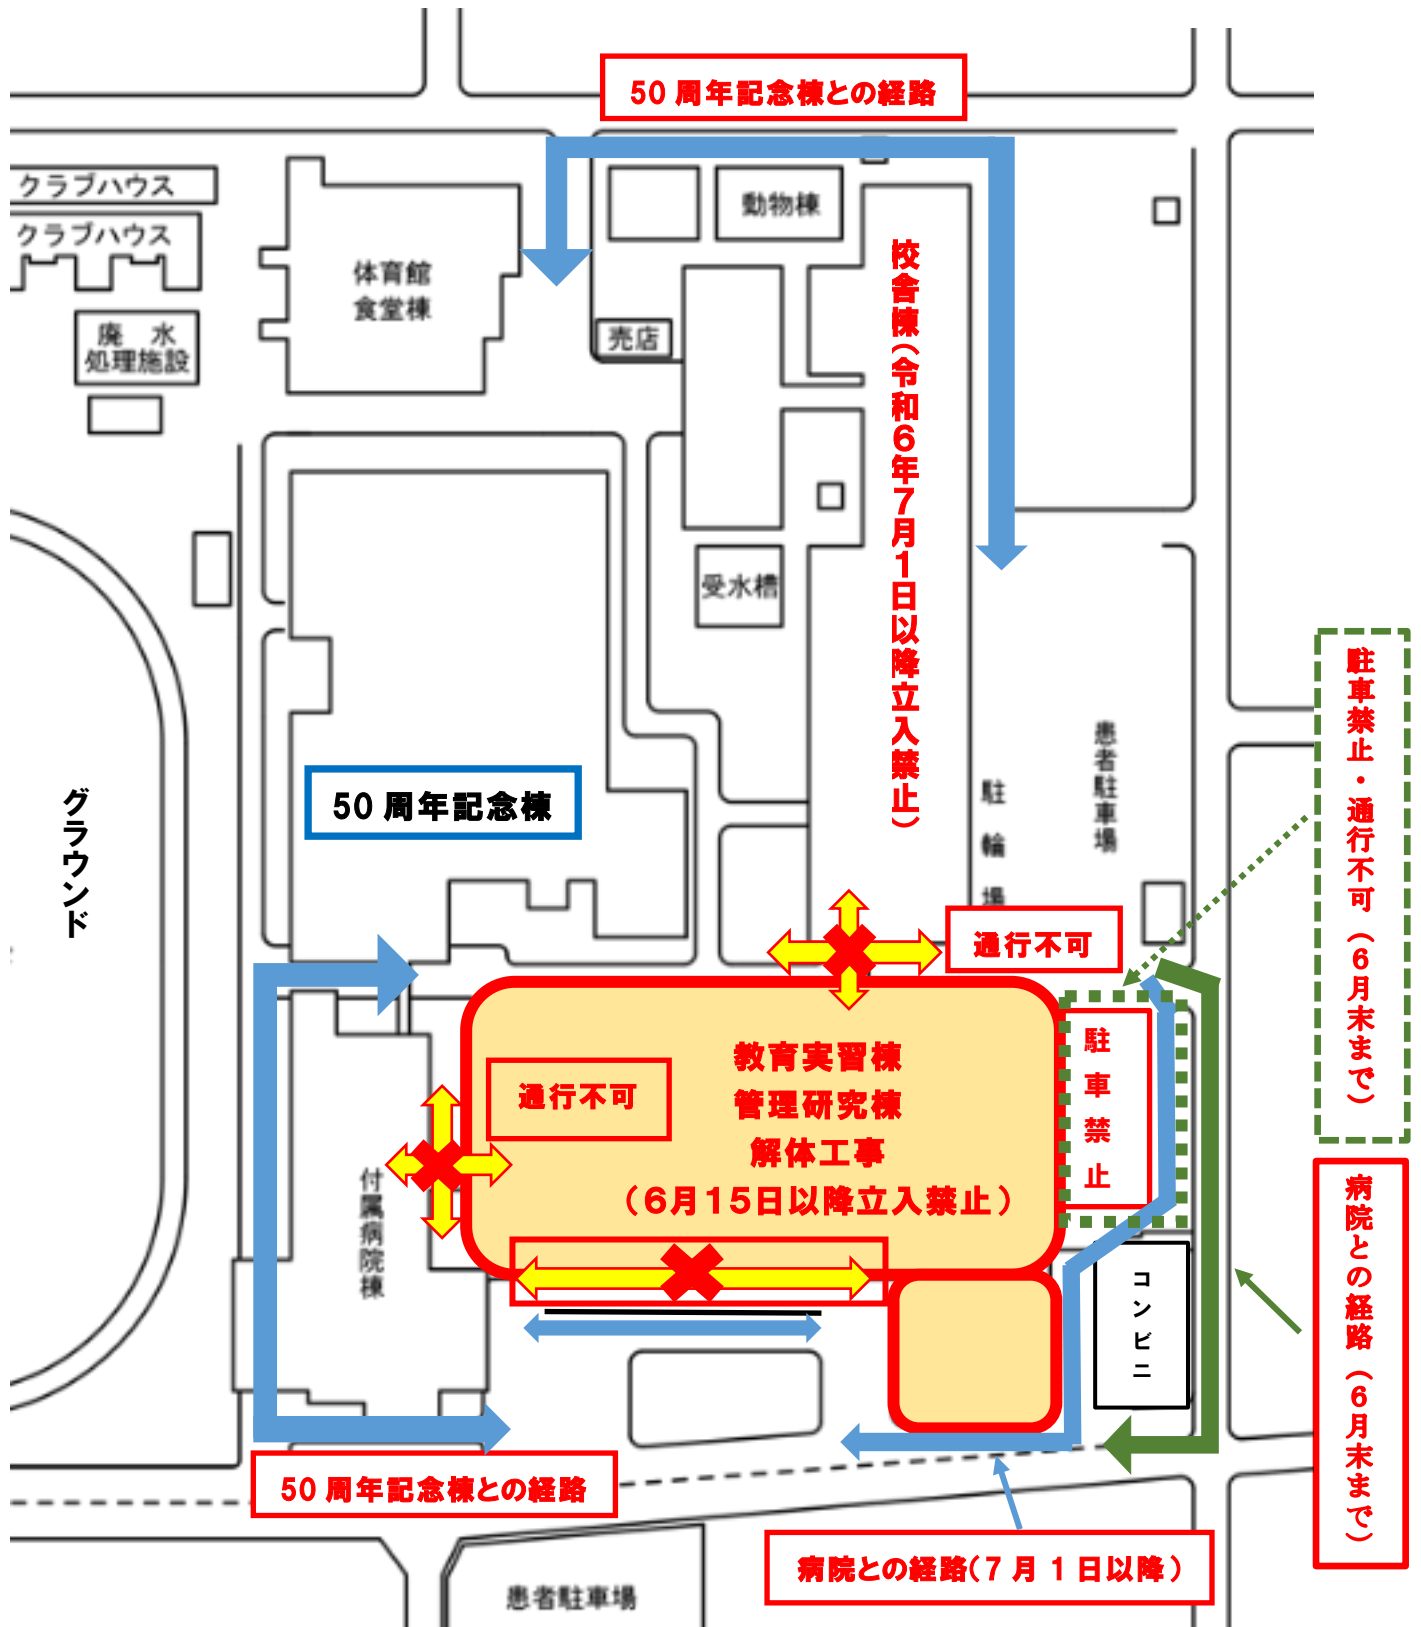 50周年記念棟との経路
クラブハウス
クラブハウス
動物棟
体育館
食堂棟
廃水
処理施設
売店
校舎棟(令和6年7月1日以降立入禁止)
受水槽
駐車禁止・通行不可(6月末まで)
患者駐車場
駐輪場
50周年記念棟
グラウンド
通行不可
教育実習棟
管理研究棟
解体工事
(6月15日以降立入禁止)
通行不可
駐車禁止
付属病院棟
病院との経路(6月末まで)
コンビニ
50周年記念棟との経路
病院との経路(7月1日以降)
患者駐車場